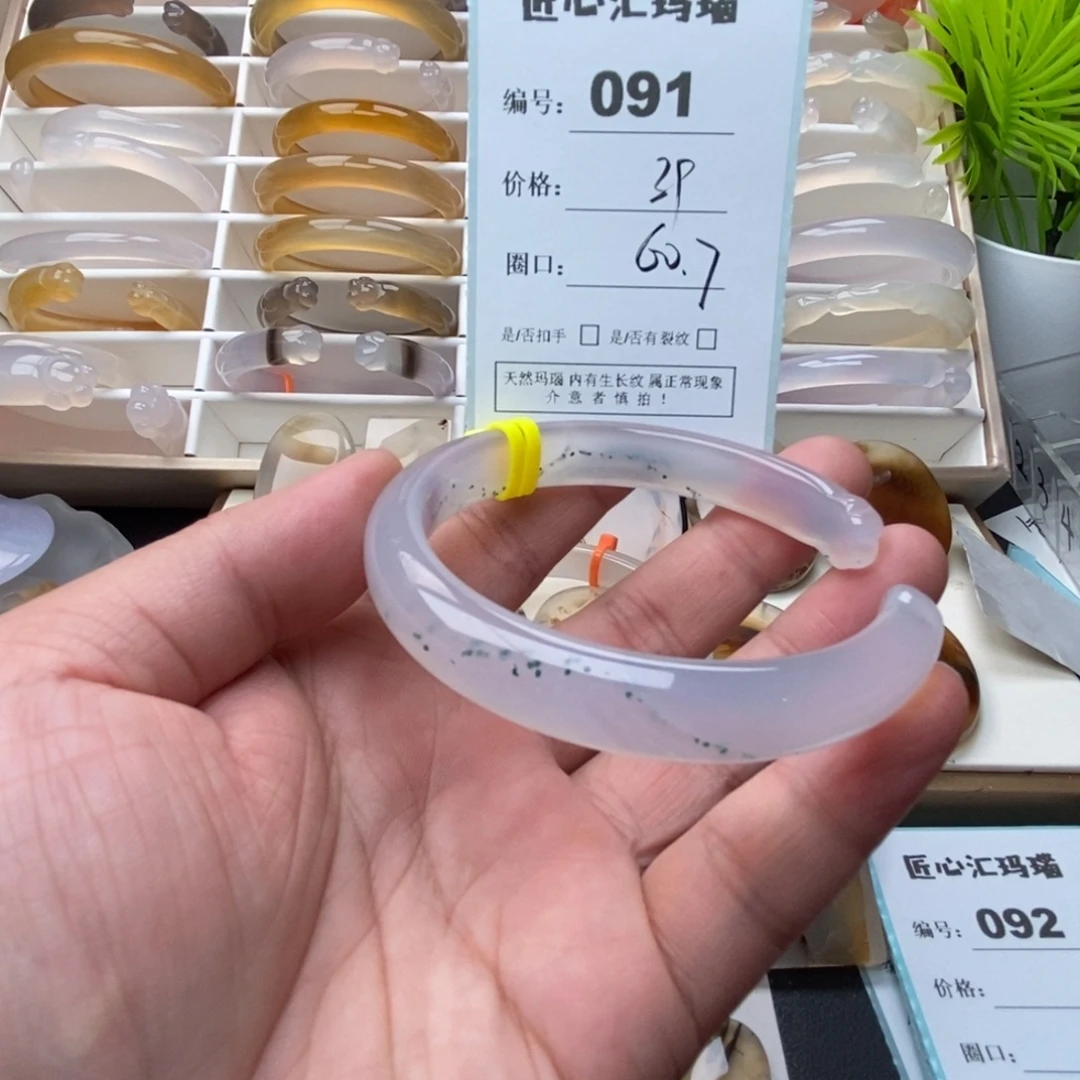 匠心汇玛瑙
编号: 091
价格: 3P
圈口: 60.7
是/否扣手 是/否有裂纹
天然玛瑙 内有生长纹 属正常现象
介意者慎拍！
匠心汇玛瑙
编号: 092
价格:
圈口: